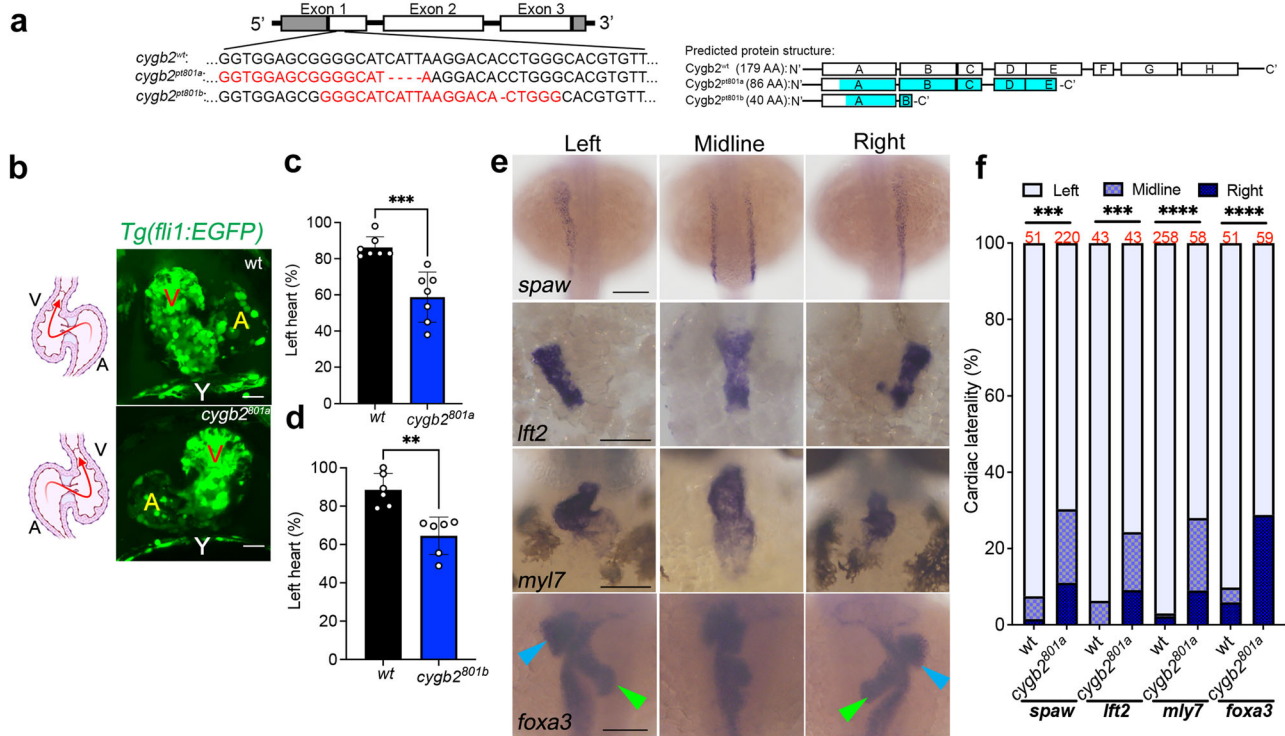 a
5' Exon 1 Exon 2 Exon 3 3'
cygb2wt: ...GGTGGAGCGGGGGCATCATTAAGGACACCTGGGCACGTGTT...
cygb2pt801a: GGTGGAGCGGGGGCAT----AAGGACACCTGGGCACGTGTT...
cygb2pt801b: ...GGTGGAGCGGGGGCATCATTAAGGACA-CTGGGCACGTGTT...
Predicted protein structure:
Cygb2wt (179 AA): N' A B C D E F G H C'
Cygb2pt801a (86 AA): N' A B C D E -C'
Cygb2pt801b (40 AA): N' A B -C'
b
Tg(fli1:EGFP)
wt
V
A
V
A
Y
cygb2801a
V
A
V
A
Y
c
***
Left heart (%)
100
80
60
40
20
0
wt cygb2801a
d
**
Left heart (%)
100
80
60
40
20
0
wt cygb2801b
e
Left Midline Right
spaw
lft2
myl7
foxa3
f
Left Midline Right
*** *** **** ****
51 220 43 43 258 58 51 59
Cardiac laterality (%)
100
80
60
40
20
0
wt cygb2801a wt cygb2801a wt cygb2801a wt cygb2801a
spaw lft2 mly7 foxa3